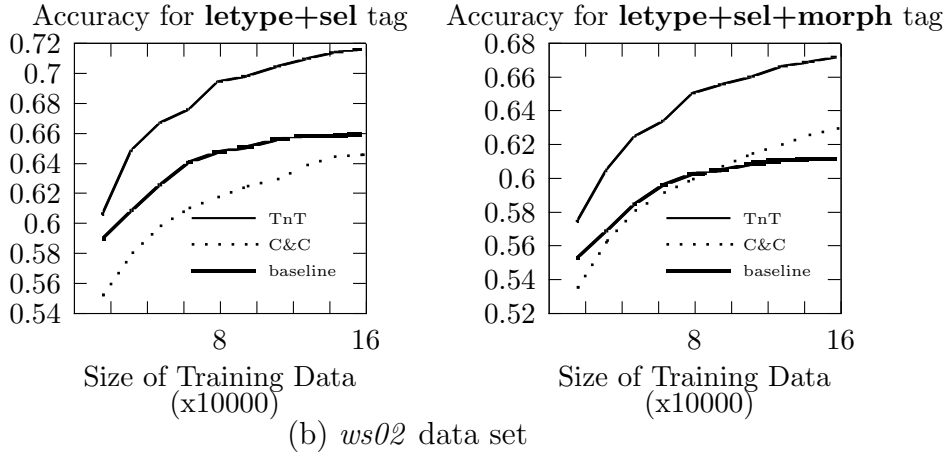 Accuracy for letype+sel tag
0.72
0.7
0.68
0.66
0.64
0.62
0.6
0.58
0.56
0.54
TnT
C&C
baseline
8
16
Size of Training Data
(x10000)
Accuracy for letype+sel+morph tag
0.68
0.66
0.64
0.62
0.6
0.58
0.56
0.54
0.52
TnT
C&C
baseline
8
16
Size of Training Data
(x10000)
(b) ws02 data set